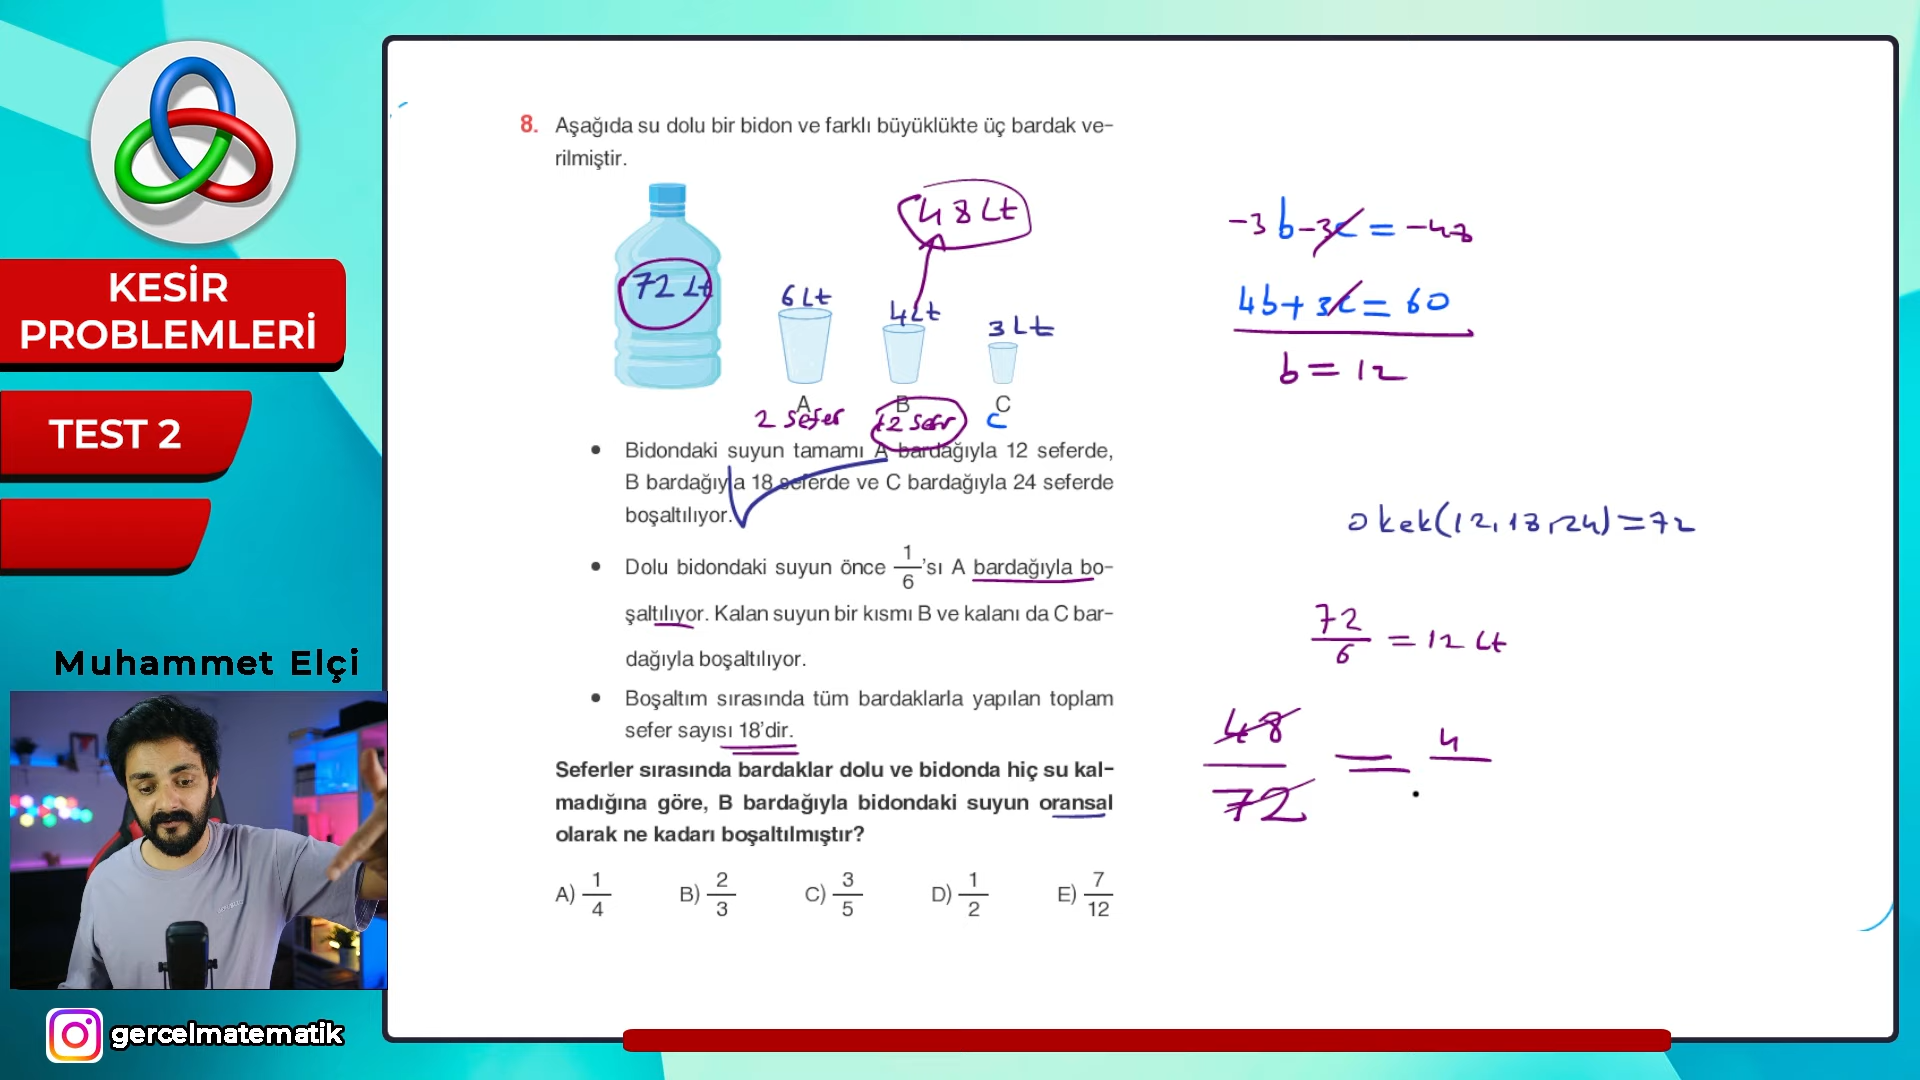 KESİR
PROBLEMLERİ
TEST 2
Muhammet Elçi
gercelmatematik
8. Aşağıda su dolu bir bidon ve farklı büyüklükte üç bardak ve-
rilmiştir.
48 Lt
72 Lt
6 Lt
4 Lt
3 Lt
A
B
C
2 sefer
12 sefr
c
• Bidondaki suyun tamamı A bardağıyla 12 seferde,
B bardağıyla 18 seferde ve C bardağıyla 24 seferde
boşaltılıyor.
• Dolu bidondaki suyun önce 1/6'sı A bardağıyla bo-
şaltılıyor. Kalan suyun bir kısmı B ve kalanı da C bar-
dağıyla boşaltılıyor.
• Boşaltım sırasında tüm bardaklarla yapılan toplam
sefer sayısı 18'dir.
Seferler sırasında bardaklar dolu ve bidonda hiç su kal-
madığına göre, B bardağıyla bidondaki suyun oransal
olarak ne kadarı boşaltılmıştır?
A) 1/4 B) 2/3 C) 3/5 D) 1/2 E) 7/12
-3b-3c = -48
4b+3c = 60
b = 12
okek(12,18,24)=72
72/6 = 12 Lt
48/72 = 4/